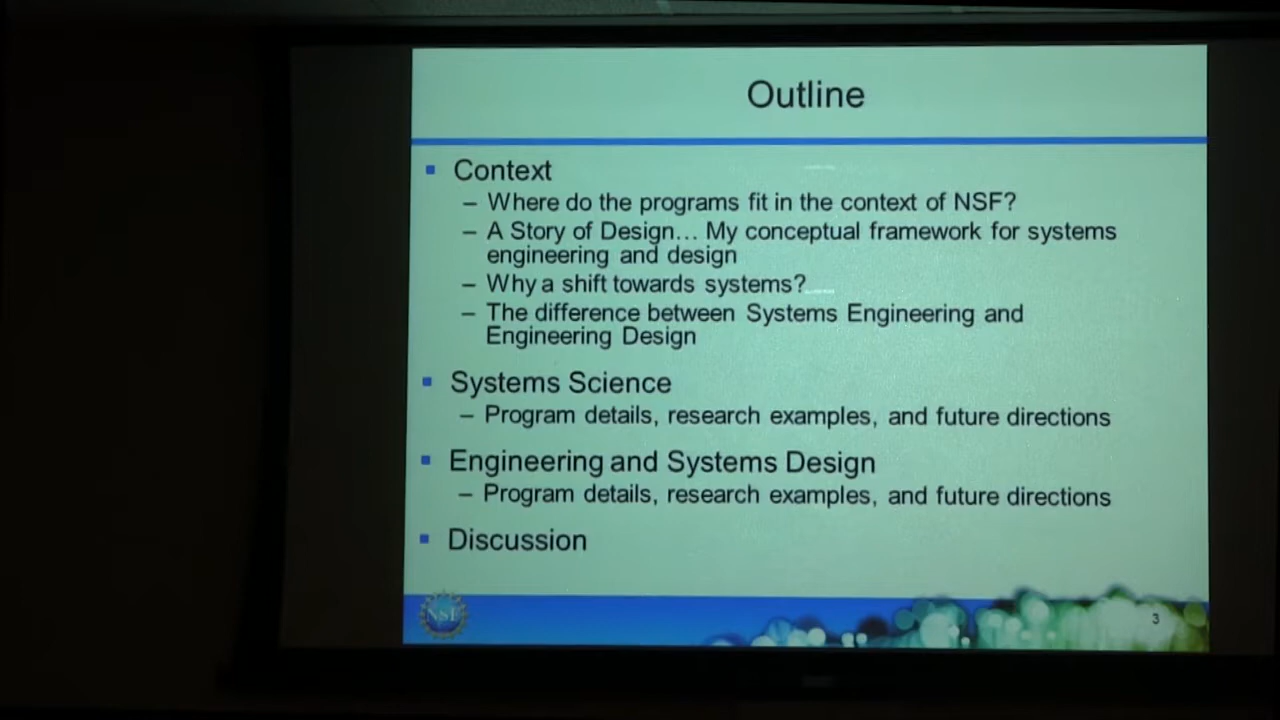 Outline
Context
– Where do the programs fit in the context of NSF?
– A Story of Design… My conceptual framework for systems
engineering and design
– Why a shift towards systems?
– The difference between Systems Engineering and
Engineering Design
Systems Science
– Program details, research examples, and future directions
Engineering and Systems Design
– Program details, research examples, and future directions
Discussion
NSF
3